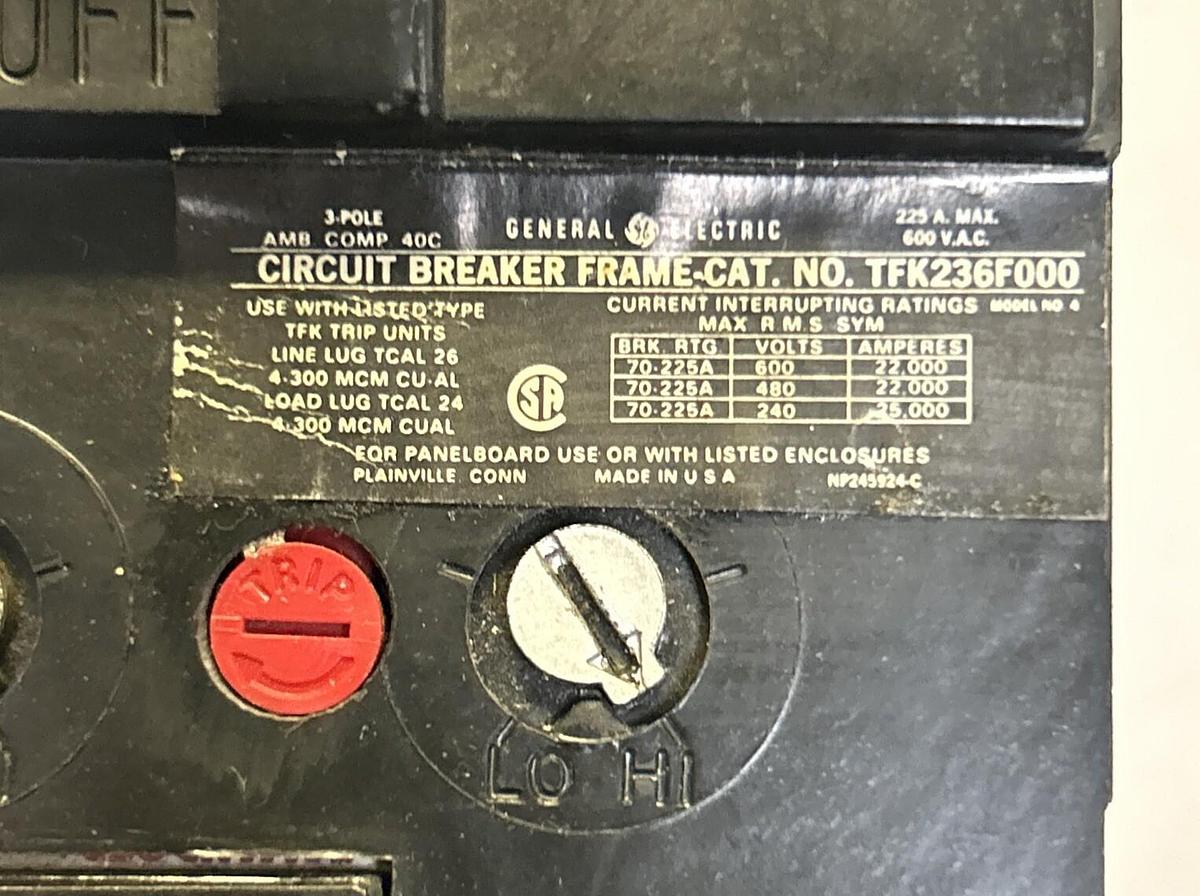 OFF
3-POLE
AMB COMP 40C
GENERAL GE ELECTRIC
225 A. MAX.
600 V.A.C.
CIRCUIT BREAKER FRAME-CAT. NO. TFK236F000
USE WITH LISTED TYPE
TFK TRIP UNITS
LINE LUG TCAL 26
4-300 MCM CU-AL
LOAD LUG TCAL 24
4-300 MCM CUAL
SA
CURRENT INTERRUPTING RATINGS MODEL NO 4
MAX R M S SYM
BRK. RTG VOLTS AMPERES
70-225A 600 22,000
70-225A 480 22,000
70-225A 240 25,000
FOR PANELBOARD USE OR WITH LISTED ENCLOSURES
PLAINVILLE CONN MADE IN U S A NP245924-C
TRIP
LO HI